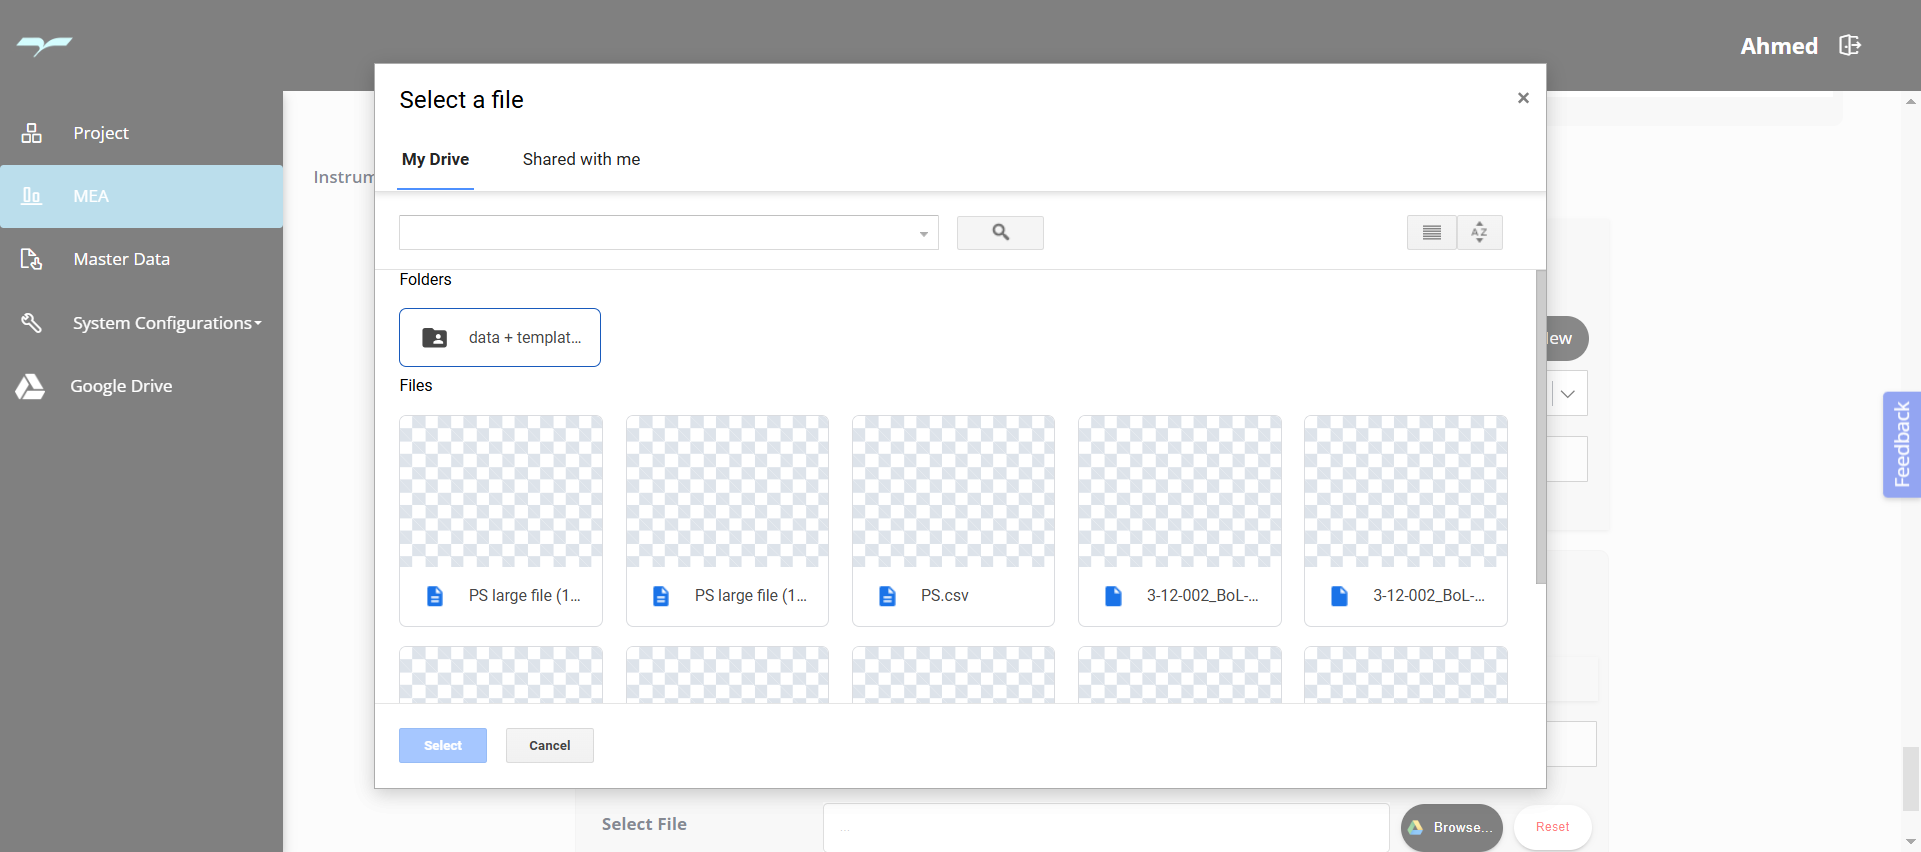 Ahmed
Project
MEA
Master Data
System Configurations
Google Drive
Instrum
Select a file
×
My Drive
Shared with me
AZ
Folders
data + templat...
Files
PS large file (1...
PS large file (1...
PS.csv
3-12-002_BoL-...
3-12-002_BoL-...
Select
Cancel
ew
Feedback
Select File
...
Browse...
Reset